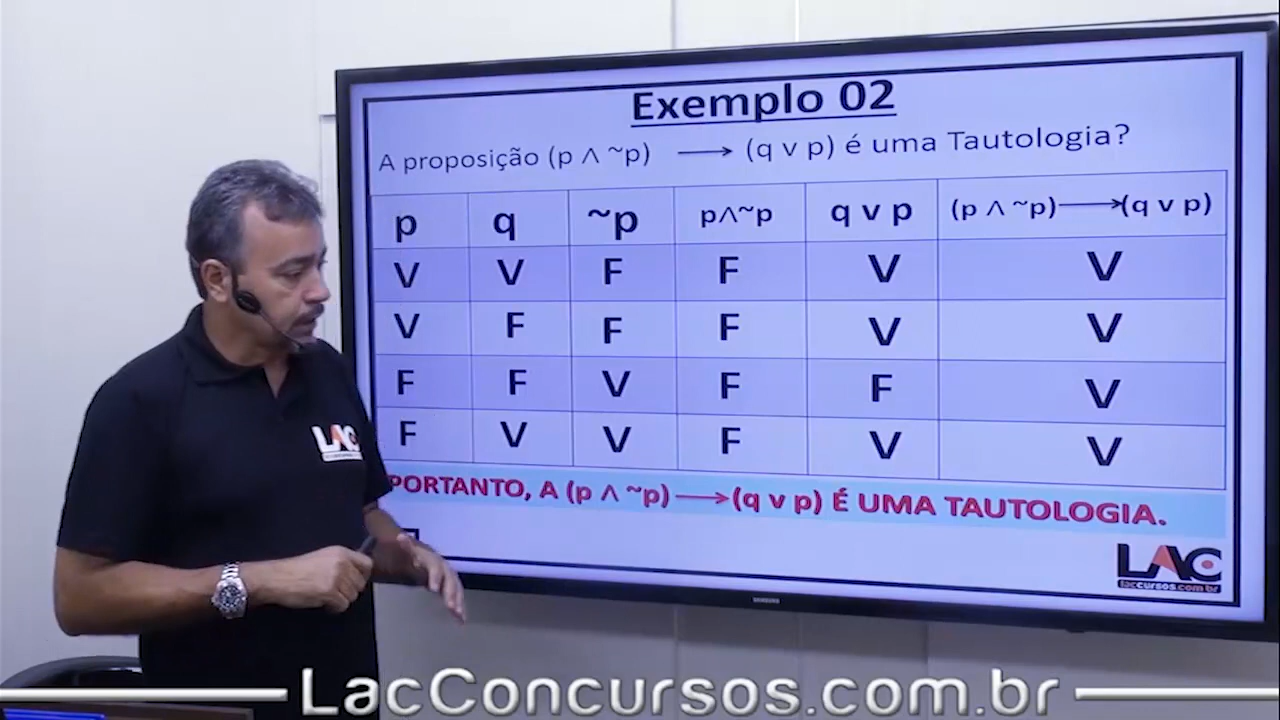 Exemplo 02
A proposição (p ∧ ~p) ⟶ (q v p) é uma Tautologia?
p q ~p p∧~p q v p (p ∧ ~p)⟶(q v p)
V V F F V V
V F F F V V
F F V F F V
F V V F V V
PORTANTO, A (p ∧ ~p)⟶(q v p) É UMA TAUTOLOGIA.
LAC
LAC
laccursos.com.br
SAMSUNG
LacConcursos.com.br